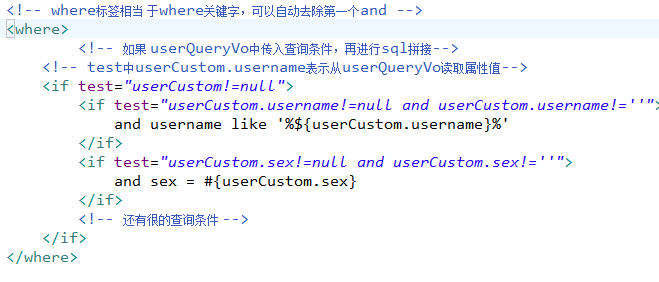 <!-- where标签相当于where关键字，可以自动去除第一个and -->
<where>
<!-- 如果 userQueryVo中传入查询条件，再进行sql拼接-->
<!-- test中userCustom.username表示从userQueryVo读取属性值-->
<if test="userCustom!=null">
<if test="userCustom.username!=null and userCustom.username!=''">
and username like '%${userCustom.username}%'
</if>
<if test="userCustom.sex!=null and userCustom.sex!=''">
and sex = #{userCustom.sex}
</if>
<!-- 还有很的查询条件 -->
</if>
</where>